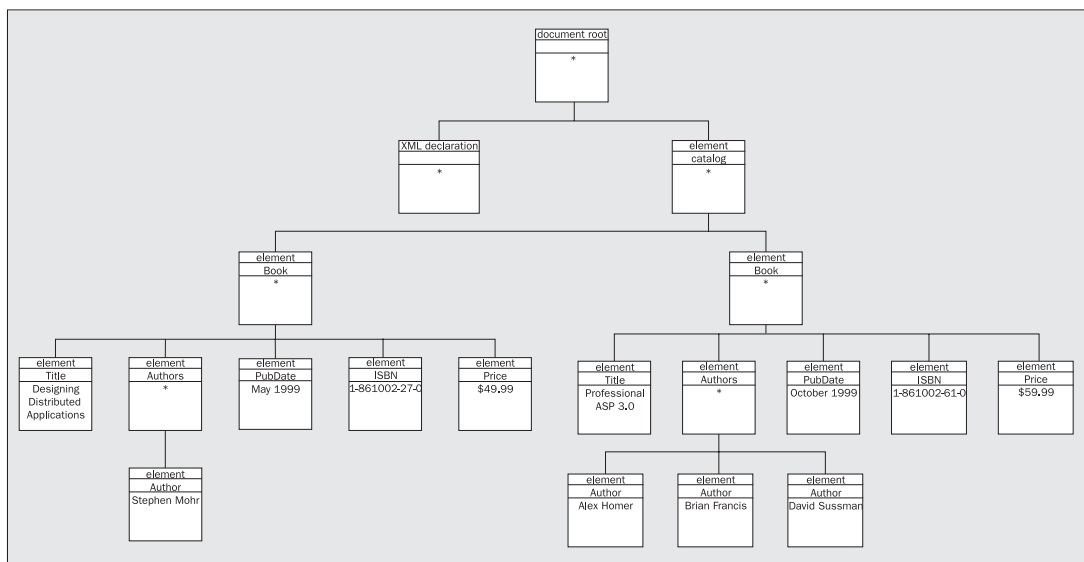 document root
*
XML declaration
*
element
catalog
*
element
Book
*
element
Book
*
element
Title
Designing
Distributed
Applications
element
Authors
*
element
PubDate
May 1999
element
ISBN
1-861002-27-0
element
Price
$49.99
element
Title
Professional
ASP 3.0
element
Authors
*
element
PubDate
October 1999
element
ISBN
1-861002-61-0
element
Price
$59.99
element
Author
Stephen Mohr
element
Author
Alex Homer
element
Author
Brian Francis
element
Author
David Sussman